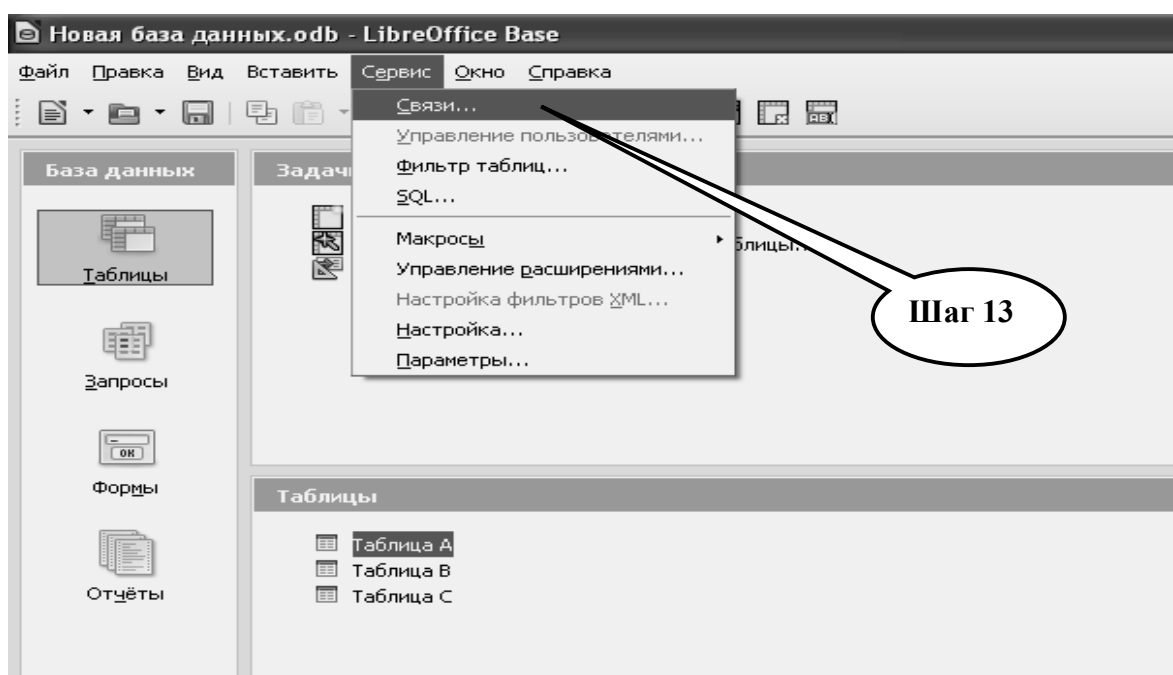 Новая база данных.odb - LibreOffice Base
Файл Правка Вид Вставить Сервис Окно Справка
Связи...
Управление пользователями...
База данных
Задачи
Фильтр таблиц...
SQL...
Макросы
блицы...
Управление расширениями...
Таблицы
Настройка фильтров XML...
Шаг 13
Настройка...
Параметры...
Запросы
OK
Формы
Таблицы
Таблица A
Таблица B
Таблица C
Отчёты